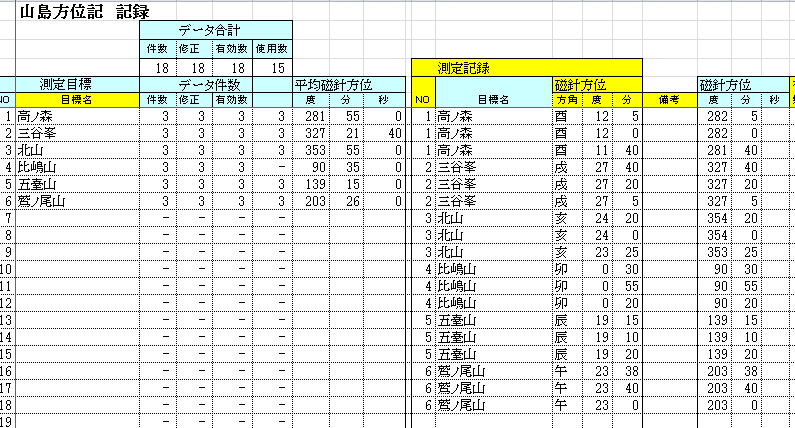 山島方位記　記録
データ合計
件数 修正 有効数 使用数
18 18 18 15
測定記録
測定目標 データ件数 平均磁針方位 磁針方位 磁針方位
NO 目標名 件数 修正 有効数 度 分 秒 NO 目標名 方角 度 分 備考 度 分 秒
1 高ノ森 3 3 3 3 281 55 0 1 高ノ森 酉 12 5 282 5
2 三谷峯 3 3 3 3 327 21 40 1 高ノ森 酉 12 0 282 0
3 北山 3 3 3 3 353 55 0 1 高ノ森 酉 11 40 281 40
4 比嶋山 3 3 3 － 90 35 0 2 三谷峯 戌 27 40 327 40
5 五臺山 3 3 3 3 139 15 0 2 三谷峯 戌 27 20 327 20
6 鷲ノ尾山 3 3 3 3 203 26 0 2 三谷峯 戌 27 5 327 5
7 － － － － 3 北山 亥 24 20 354 20
8 － － － － 3 北山 亥 24 0 354 0
9 － － － － 3 北山 亥 23 25 353 25
10 － － － － 4 比嶋山 卯 0 30 90 30
11 － － － － 4 比嶋山 卯 0 55 90 55
12 － － － － 4 比嶋山 卯 0 20 90 20
13 － － － － 5 五臺山 辰 19 15 139 15
14 － － － － 5 五臺山 辰 19 10 139 10
15 － － － － 5 五臺山 辰 19 20 139 20
16 － － － － 6 鷲ノ尾山 午 23 38 203 38
17 － － － － 6 鷲ノ尾山 午 23 40 203 40
18 － － － － 6 鷲ノ尾山 午 23 0 203 0
19 － － － －